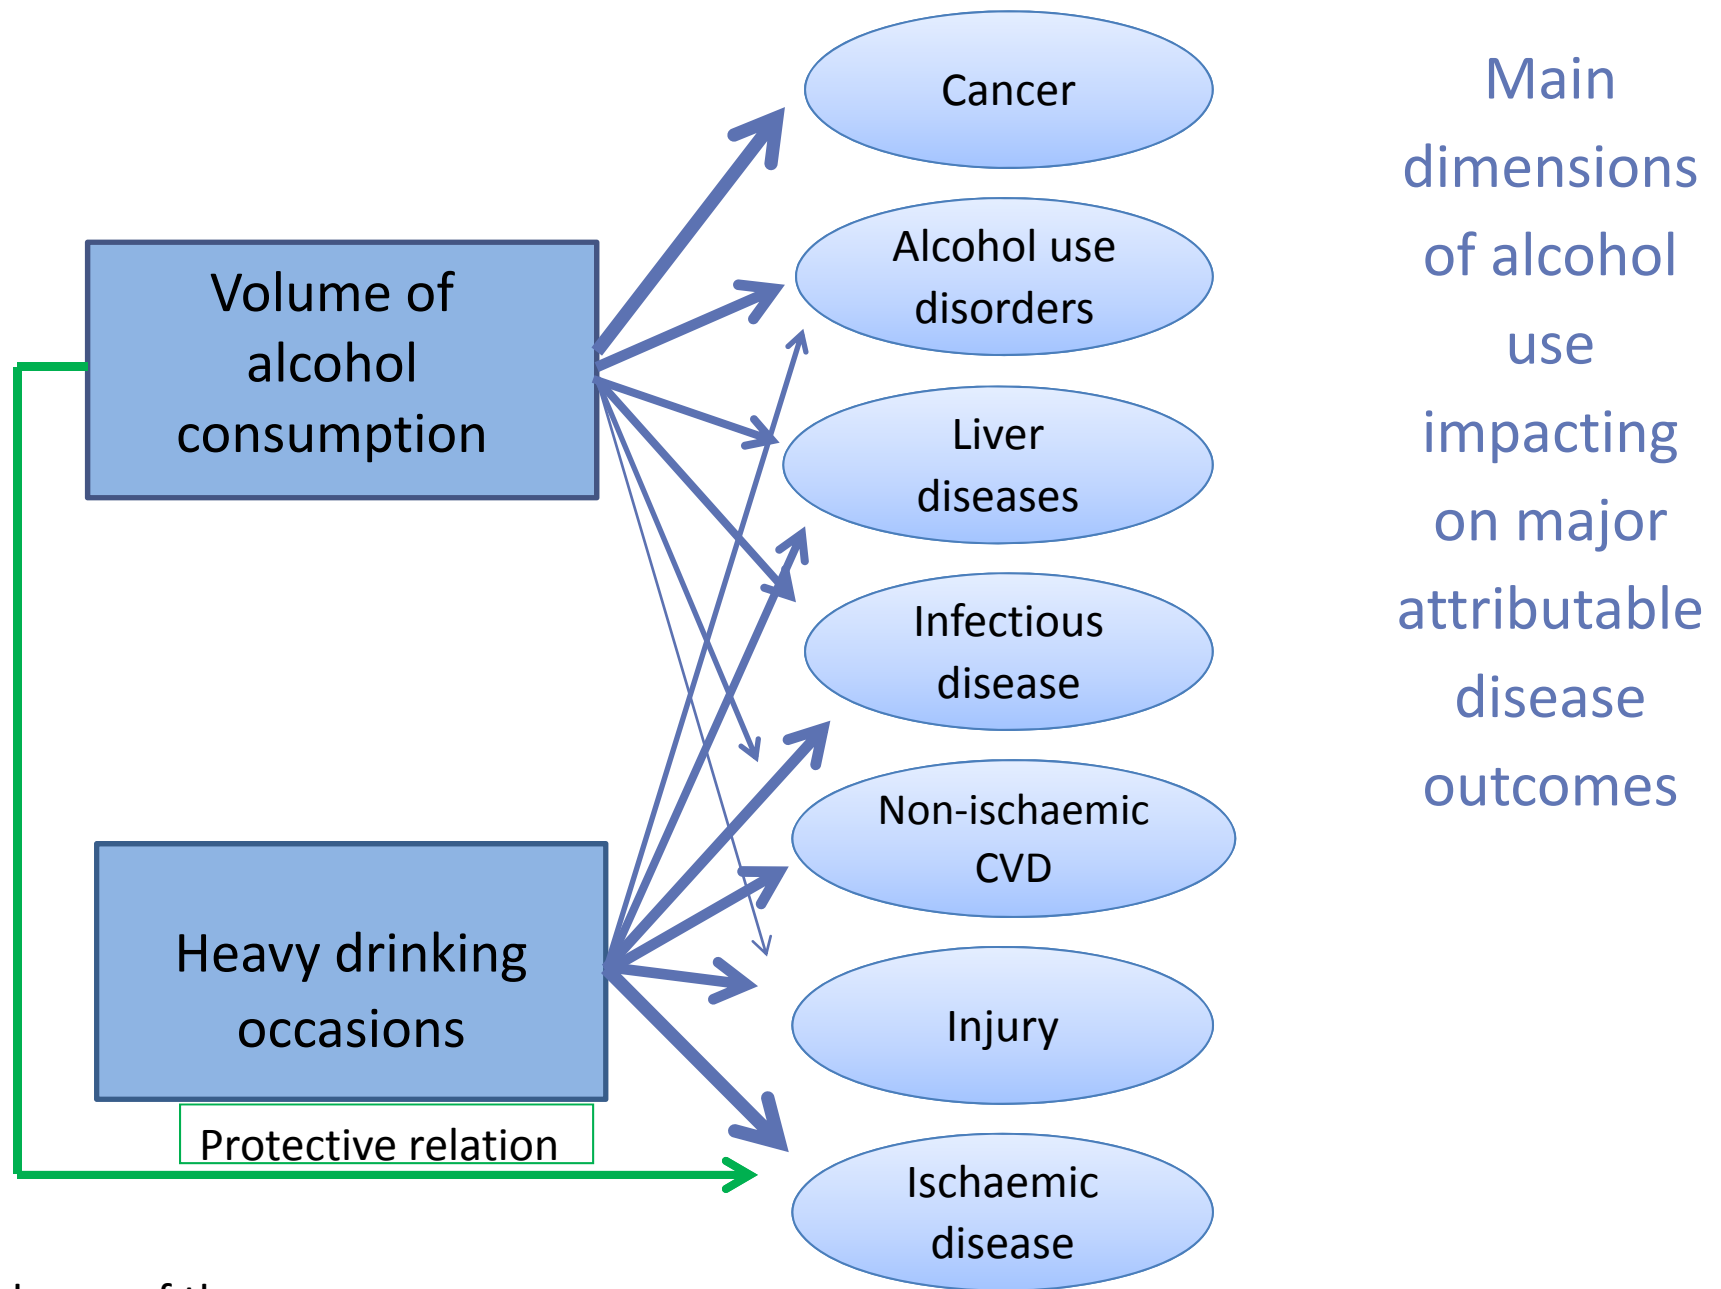 Cancer
Alcohol use
disorders
Liver
diseases
Infectious
disease
Non-ischaemic
CVD
Injury
Ischaemic
disease
Volume of
alcohol
consumption
Heavy drinking
occasions
Protective relation
Main
dimensions
of alcohol
use
impacting
on major
attributable
disease
outcomes